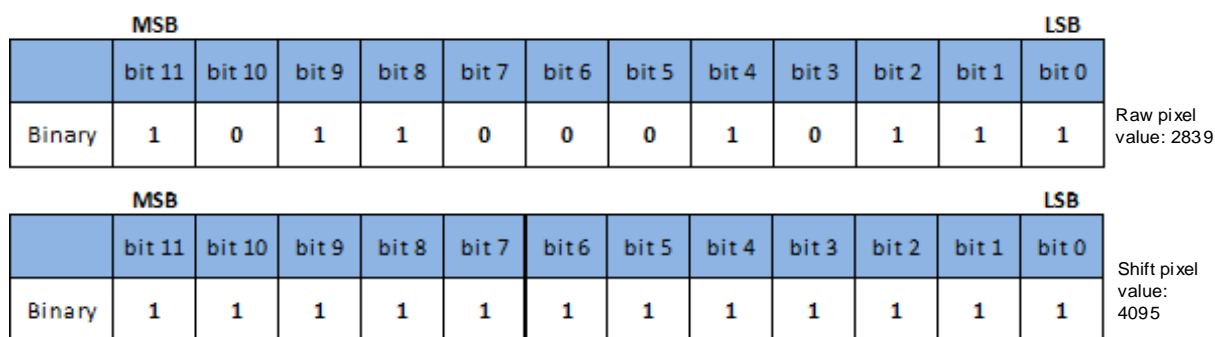 MSB LSB
bit 11 bit 10 bit 9 bit 8 bit 7 bit 6 bit 5 bit 4 bit 3 bit 2 bit 1 bit 0
Binary 1 0 1 1 0 0 0 1 0 1 1 1
Raw pixel
value: 2839
MSB LSB
bit 11 bit 10 bit 9 bit 8 bit 7 bit 6 bit 5 bit 4 bit 3 bit 2 bit 1 bit 0
Binary 1 1 1 1 1 1 1 1 1 1 1 1
Shift pixel
value:
4095